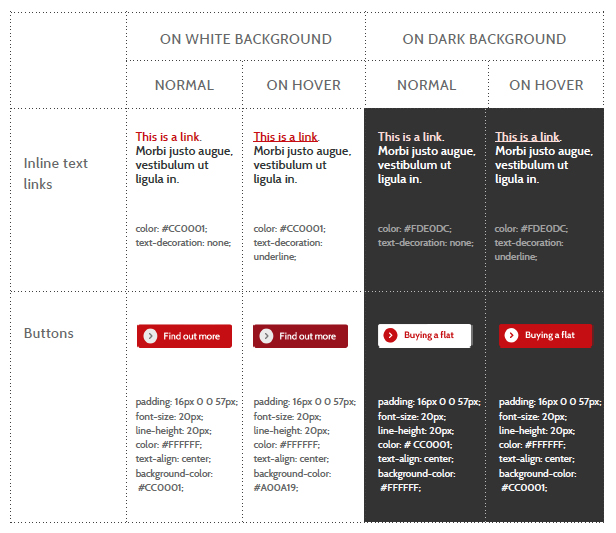 ON WHITE BACKGROUND
ON DARK BACKGROUND
NORMAL
ON HOVER
NORMAL
ON HOVER
Inline text
links
This is a link.
Morbi justo augue,
vestibulum ut
ligula in.
color: #CC0001;
text-decoration: none;
This is a link.
Morbi justo augue,
vestibulum ut
ligula in.
color: #CC0001;
text-decoration:
underline;
This is a link.
Morbi justo augue,
vestibulum ut
ligula in.
color: #FDE0DC;
text-decoration: none;
This is a link.
Morbi justo augue,
vestibulum ut
ligula in.
color: #FDE0DC;
text-decoration:
underline;
Buttons
Find out more
padding: 16px 0 0 57px;
font-size: 20px;
line-height: 20px;
color: #FFFFFF;
text-align: center;
background-color:
#CC0001;
Find out more
padding: 16px 0 0 57px;
font-size: 20px;
line-height: 20px;
color: #FFFFFF;
text-align: center;
background-color:
#A00A19;
Buying a flat
padding: 16px 0 0 57px;
font-size: 20px;
line-height: 20px;
color: # CC0001;
text-align: center;
background-color:
#FFFFFF;
Buying a flat
padding: 16px 0 0 57px;
font-size: 20px;
line-height: 20px;
color: #FFFFFF;
text-align: center;
background-color:
#CC0001;